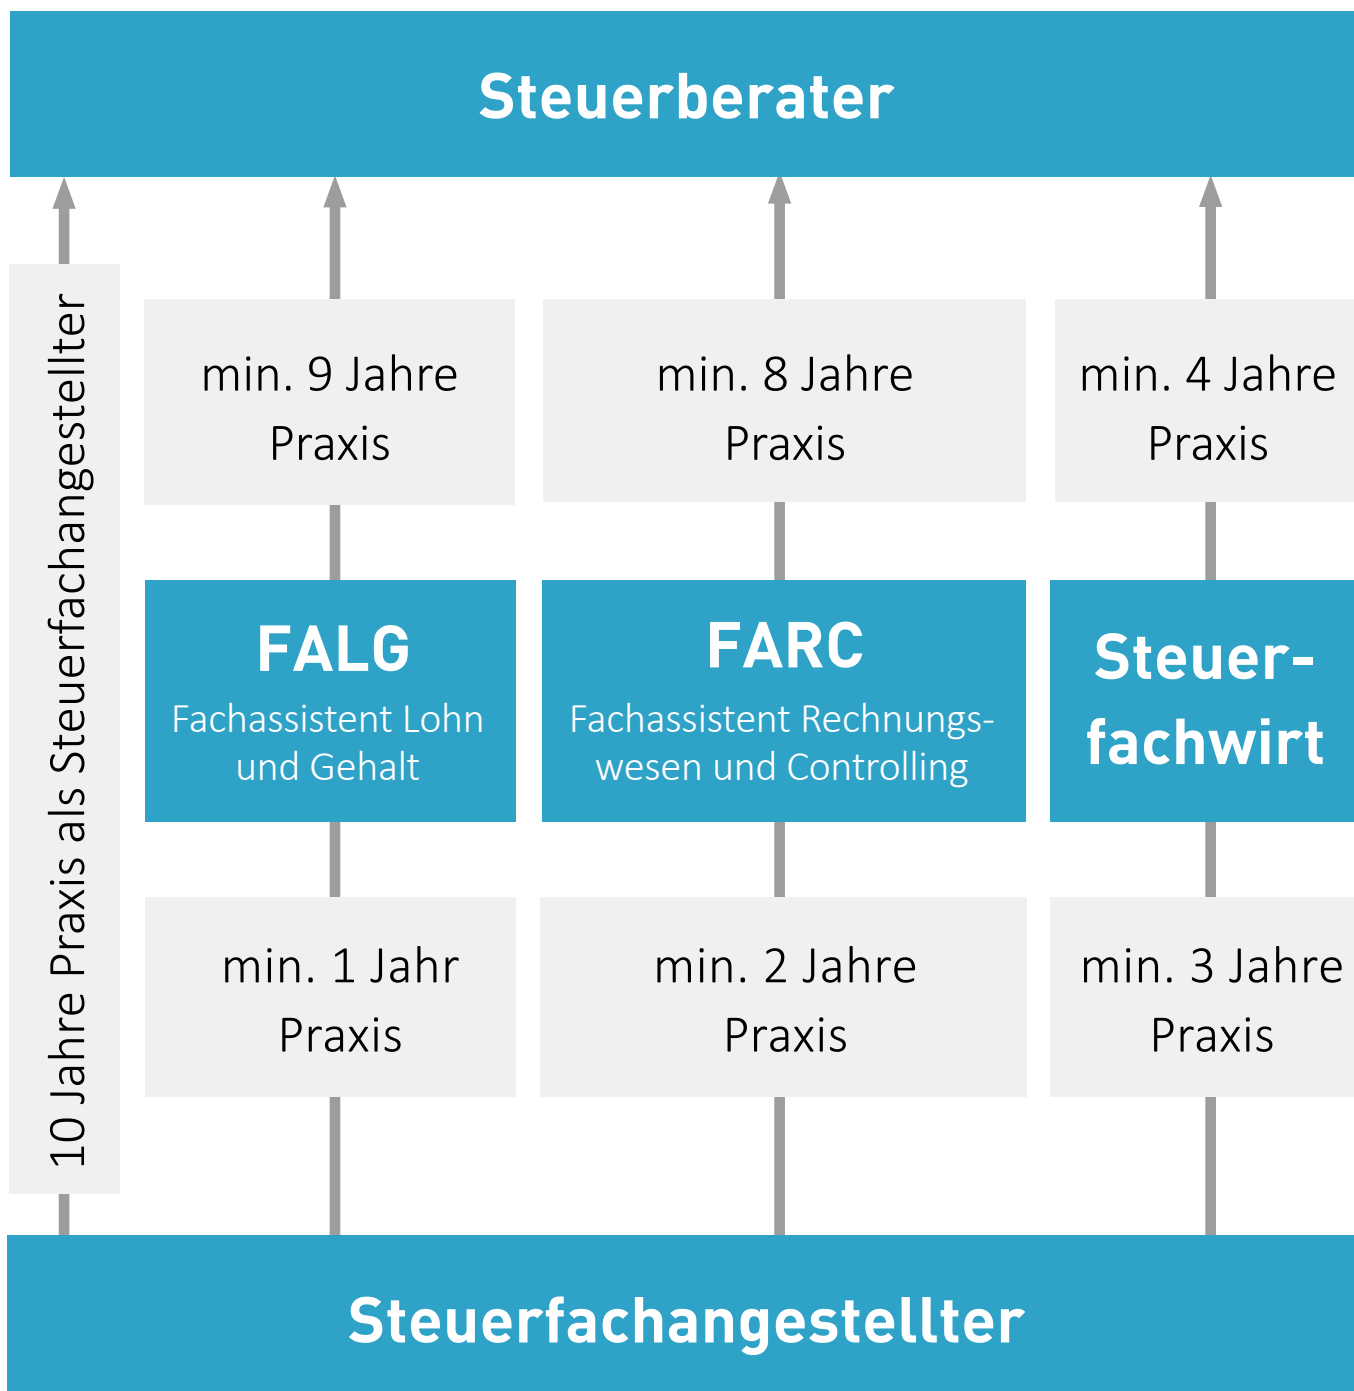 Steuerberater
10 Jahre Praxis als Steuerfachangestellter
min. 9 Jahre
Praxis
min. 8 Jahre
Praxis
min. 4 Jahre
Praxis
FALG
Fachassistent Lohn
und Gehalt
FARC
Fachassistent Rechnungs-
wesen und Controlling
Steuer-
fachwirt
min. 1 Jahr
Praxis
min. 2 Jahre
Praxis
min. 3 Jahre
Praxis
Steuerfachangestellter